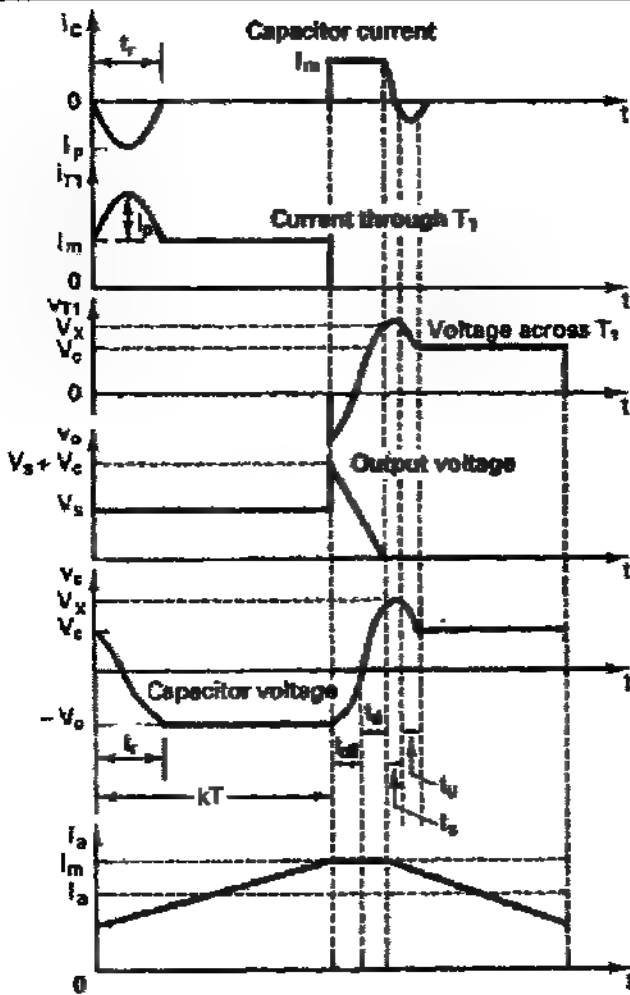 i_c
Capacitor current
t_r
I_m
0
t
I_p
i_T1
I_p
Current through T_1
I_m
0
t
v_T1
V_x
Voltage across T_1
V_c
0
t
v_o
V_s + V_c
Output voltage
V_s
t
v_c
V_x
V_c
Capacitor voltage
- V_c
t_d
t_r
t_off
t_u
kT
t_s
i_a
I_m
I_a
0
t